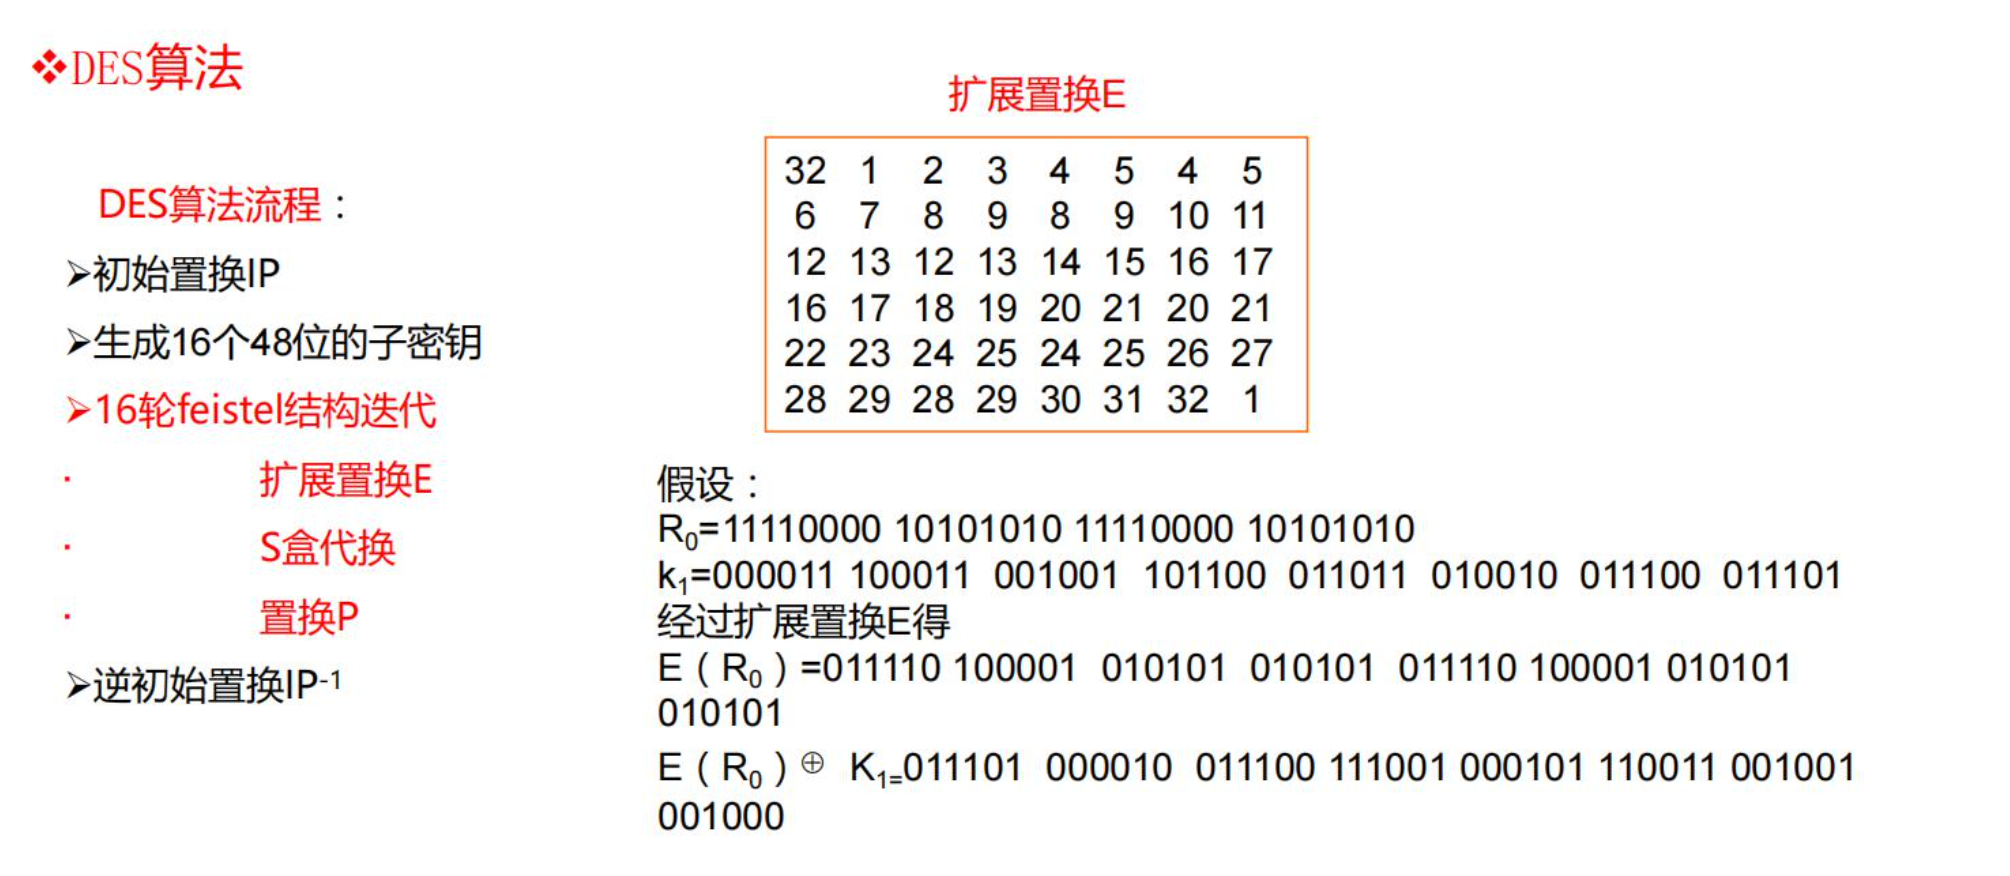 ❖DES算法
DES算法流程：
➢初始置换IP
➢生成16个48位的子密钥
➢16轮feistel结构迭代
· 扩展置换E
· S盒代换
· 置换P
➢逆初始置换IP-1
扩展置换E
32 1 2 3 4 5 4 5
6 7 8 9 8 9 10 11
12 13 12 13 14 15 16 17
16 17 18 19 20 21 20 21
22 23 24 25 24 25 26 27
28 29 28 29 30 31 32 1
假设：
R0=11110000 10101010 11110000 10101010
k1=000011 100011 001001 101100 011011 010010 011100 011101
经过扩展置换E得
E（R0）=011110 100001 010101 010101 011110 100001 010101
010101
E（R0）⊕ K1=011101 000010 011100 111001 000101 110011 001001
001000